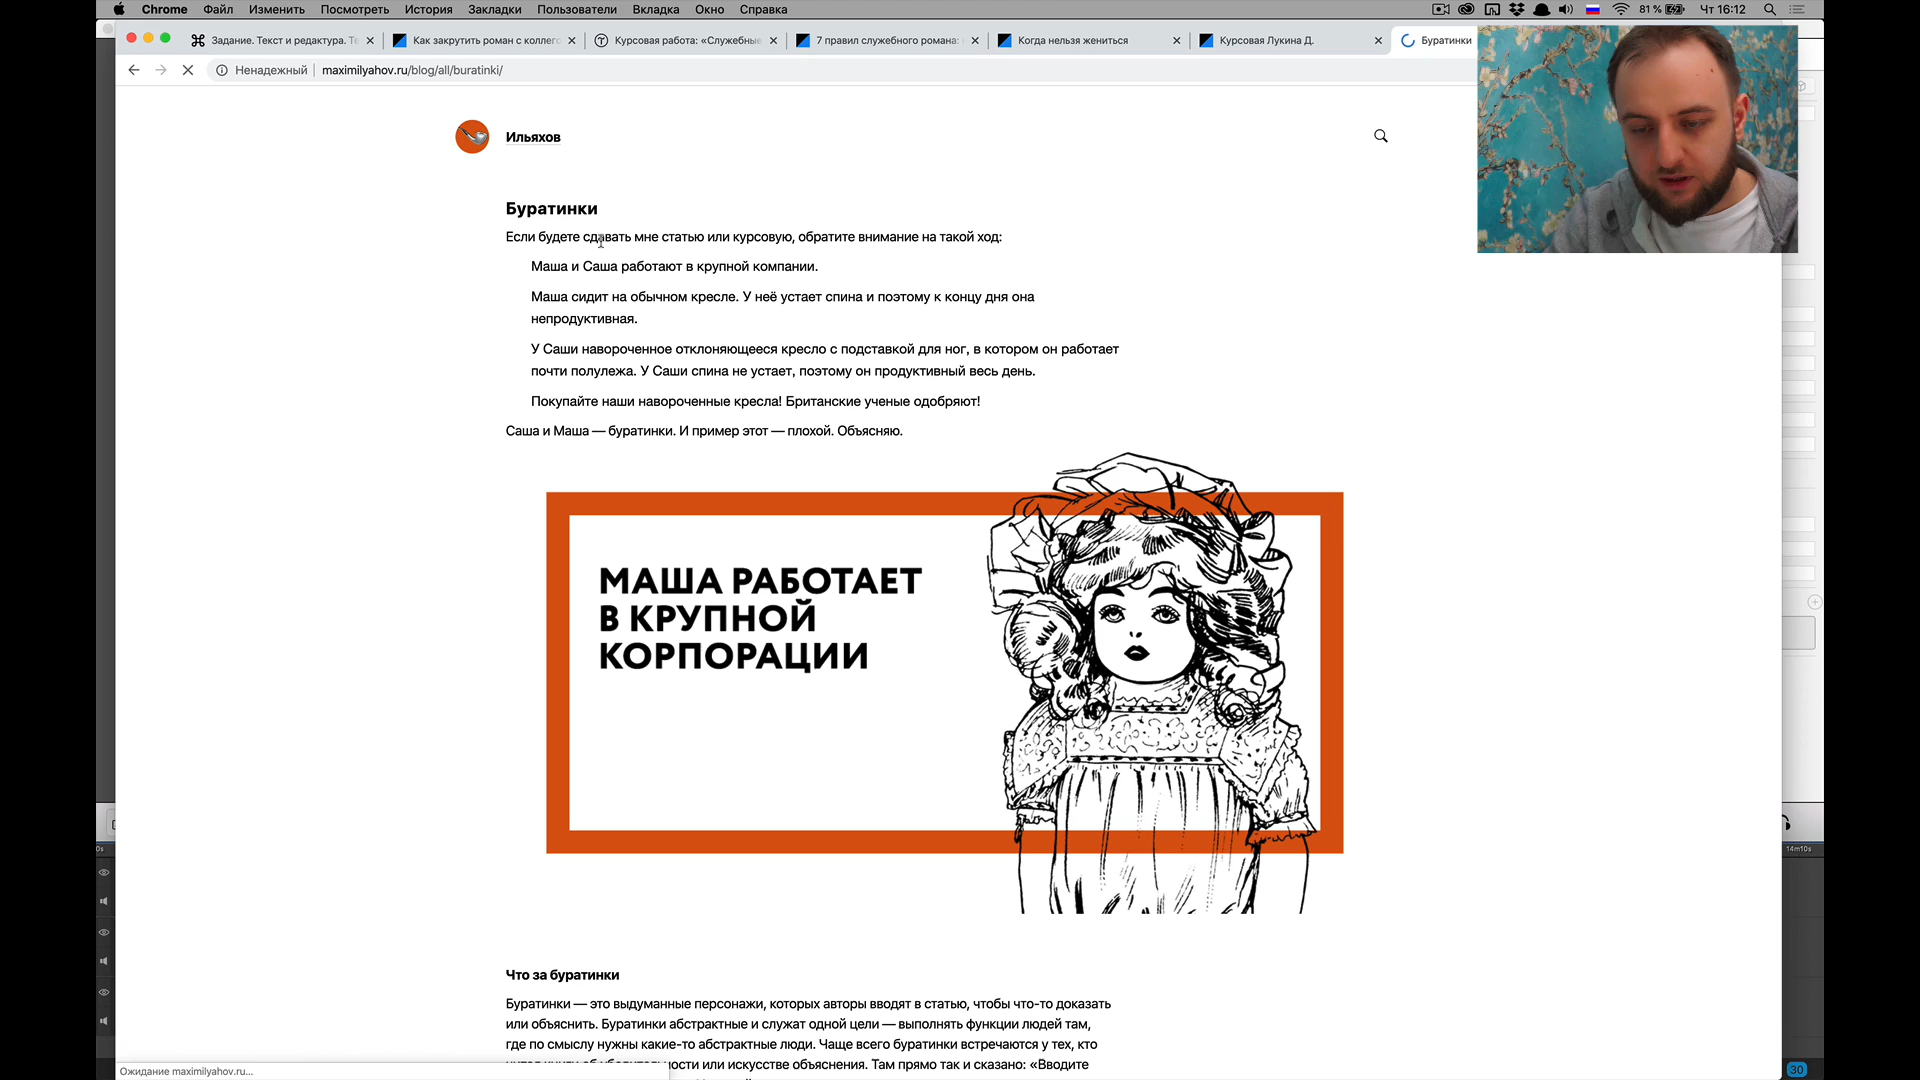 Chrome Файл Изменить Посмотреть История Закладки Пользователи Вкладка Окно Справка 81 % Чт 16:12
Задание. Текст и редактура. Те Как закрутить роман с коллего Курсовая работа: «Служебные 7 правил служебного романа: Когда нельзя жениться Курсовая Лукина Д. Буратинки
Ненадежный maximilyahov.ru/blog/all/buratinki/
Ильяхов
Буратинки
Если будете сдавать мне статью или курсовую, обратите внимание на такой ход:
Маша и Саша работают в крупной компании.
Маша сидит на обычном кресле. У неё устает спина и поэтому к концу дня она
непродуктивная.
У Саши навороченное отклоняющееся кресло с подставкой для ног, в котором он работает
почти полулежа. У Саши спина не устает, поэтому он продуктивный весь день.
Покупайте наши навороченные кресла! Британские ученые одобряют!
Саша и Маша — буратинки. И пример этот — плохой. Объясняю.
МАША РАБОТАЕТ
В КРУПНОЙ
КОРПОРАЦИИ
14m10s
Что за буратинки
Буратинки — это выдуманные персонажи, которых авторы вводят в статью, чтобы что-то доказать
или объяснить. Буратинки абстрактные и служат одной цели — выполнять функции людей там,
где по смыслу нужны какие-то абстрактные люди. Чаще всего буратинки встречаются у тех, кто
или искусстве объяснения. Там прямо так и сказано: «Вводите
Ожидание maximilyahov.ru...
30